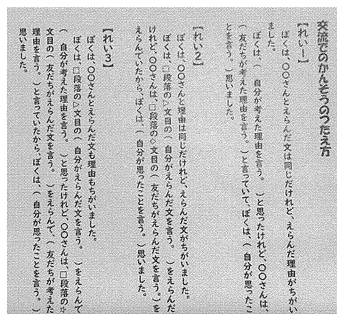 交流でのかんそうのつたえ方
【れい１】
ぼくは、〇〇さんとえらんだ文は同じだけれど、えらんだ理由がちがい
ました。
ぼくは、（ 自分が考えた理由を言う。 ）と思ったけれど、〇〇さんは、
（ 友だちが考えた理由を言う。 ）と言っていて、ぼくは、（ 自分が思ったこ
とを言う。 ）思いました。
【れい２】
ぼくは、〇〇さんと理由は同じだけれど、えらんだ文がちがいました。
ぼくは、□段落の▷文目の（ 自分がえらんだ文を言う。 ）をえらんだ
けれど、〇〇さんは、□段落の◇文目の（ 友だちがえらんだ文を言う。）を
えらんでいたから、ぼくは、（ 自分が思ったことを言う。 ）思いました。
【れい３】
ぼくは、〇〇さんとえらんだ文も理由もちがいました。
ぼくは、□段落の▷文目の（ 自分がえらんだ文を言う。 ）をえらんで
（ 自分が考えた理由を言う。 ）と思ったけれど、〇〇さんは、□段落の☆
文目の（ 友だちがえらんだ文を言う。 ）をえらんで、（ 友だちが考えた
理由を言う。 ）と言っていたから、ぼくは、（ 自分が思ったことを言う。 ）
思いました。